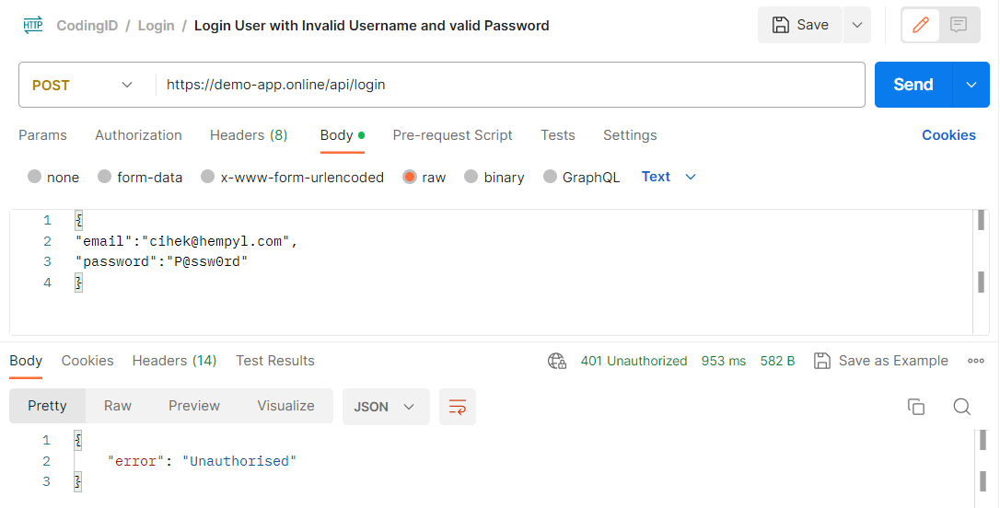 HTTP CodingID / Login / Login User with Invalid Username and valid Password Save
POST https://demo-app.online/api/login Send
Params Authorization Headers (8) Body Pre-request Script Tests Settings Cookies
none form-data x-www-form-urlencoded raw binary GraphQL Text
1 {
2 "email":"cihek@hempyl.com",
3 "password":"P@ssw0rd"
4 }
Body Cookies Headers (14) Test Results 401 Unauthorized 953 ms 582 B Save as Example
Pretty Raw Preview Visualize JSON
1 {
2 "error": "Unauthorised"
3 }